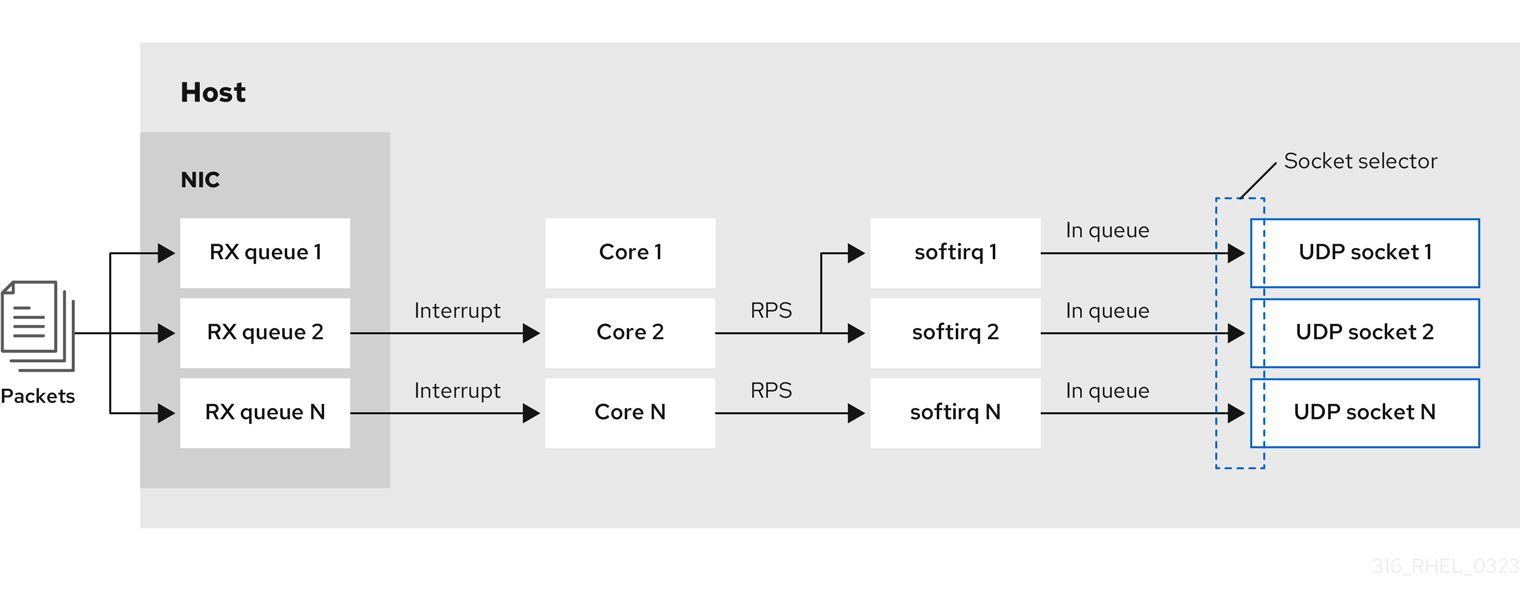 Host
NIC
Socket selector
RX queue 1
Core 1
softirq 1
In queue
UDP socket 1
Packets
RX queue 2
Interrupt
Core 2
RPS
softirq 2
In queue
UDP socket 2
RX queue N
Interrupt
Core N
RPS
softirq N
In queue
UDP socket N
316_RHEL_0323